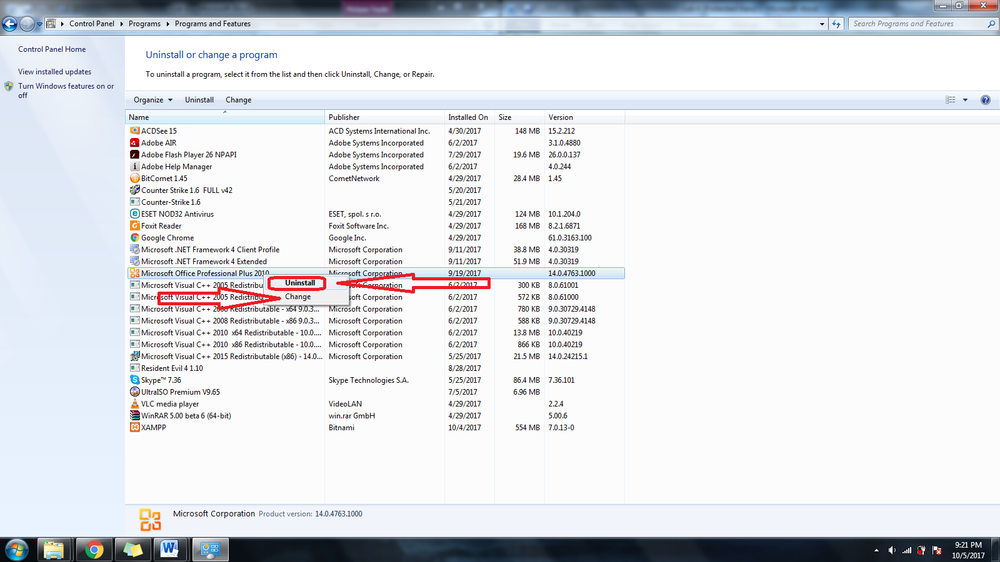 Control Panel Programs Programs and Features
Search Programs and Features
Control Panel Home
View installed updates
Turn Windows features on or
off
Uninstall or change a program
To uninstall a program, select it from the list and then click Uninstall, Change, or Repair.
Organize Uninstall Change
Name Publisher Installed On Size Version
ACDSee 15 ACD Systems International Inc. 4/30/2017 148 MB 15.2.212
Adobe AIR Adobe Systems Incorporated 6/2/2017 3.1.0.4880
Adobe Flash Player 26 NPAPI Adobe Systems Incorporated 7/29/2017 19.6 MB 26.0.0.137
Adobe Help Manager Adobe Systems Incorporated 6/2/2017 4.0.244
BitComet 1.45 CometNetwork 4/29/2017 28.4 MB 1.45
Counter Strike 1.6 FULL v42 5/20/2017
Counter-Strike 1.6 5/21/2017
ESET NOD32 Antivirus ESET, spol. s r.o. 4/29/2017 124 MB 10.1.204.0
Foxit Reader Foxit Software Inc. 4/29/2017 168 MB 8.2.1.6871
Google Chrome Google Inc. 4/29/2017 61.0.3163.100
Microsoft .NET Framework 4 Client Profile Microsoft Corporation 9/11/2017 38.8 MB 4.0.30319
Microsoft .NET Framework 4 Extended Microsoft Corporation 9/11/2017 51.9 MB 4.0.30319
Microsoft Office Professional Plus 2010 Microsoft Corporation 9/19/2017 14.0.4763.1000
Uninstall
Change
Microsoft Visual C++ 2005 Redistribu Corporation 6/2/2017 300 KB 8.0.61001
Microsoft Visual C++ 2005 Redistribu Corporation 6/2/2017 572 KB 8.0.61000
Microsoft Visual C++ 2008 Redistributable - x64 9.0.3... Microsoft Corporation 6/2/2017 780 KB 9.0.30729.4148
Microsoft Visual C++ 2008 Redistributable - x86 9.0.3... Microsoft Corporation 6/2/2017 588 KB 9.0.30729.4148
Microsoft Visual C++ 2010 x64 Redistributable - 10.0.... Microsoft Corporation 6/2/2017 13.8 MB 10.0.40219
Microsoft Visual C++ 2010 x86 Redistributable - 10.0.... Microsoft Corporation 6/2/2017 866 KB 10.0.40219
Microsoft Visual C++ 2015 Redistributable (x86) - 14.0... Microsoft Corporation 5/25/2017 21.5 MB 14.0.24215.1
Resident Evil 4 1.10 8/28/2017
Skype™ 7.36 Skype Technologies S.A. 5/25/2017 86.4 MB 7.36.101
UltraISO Premium V9.65 7/5/2017 6.96 MB
VLC media player VideoLAN 4/29/2017 2.2.4
WinRAR 5.00 beta 6 (64-bit) win.rar GmbH 4/29/2017 5.00.6
XAMPP Bitnami 10/4/2017 554 MB 7.0.13-0
Microsoft Corporation Product version: 14.0.4763.1000
9:21 PM
10/5/2017